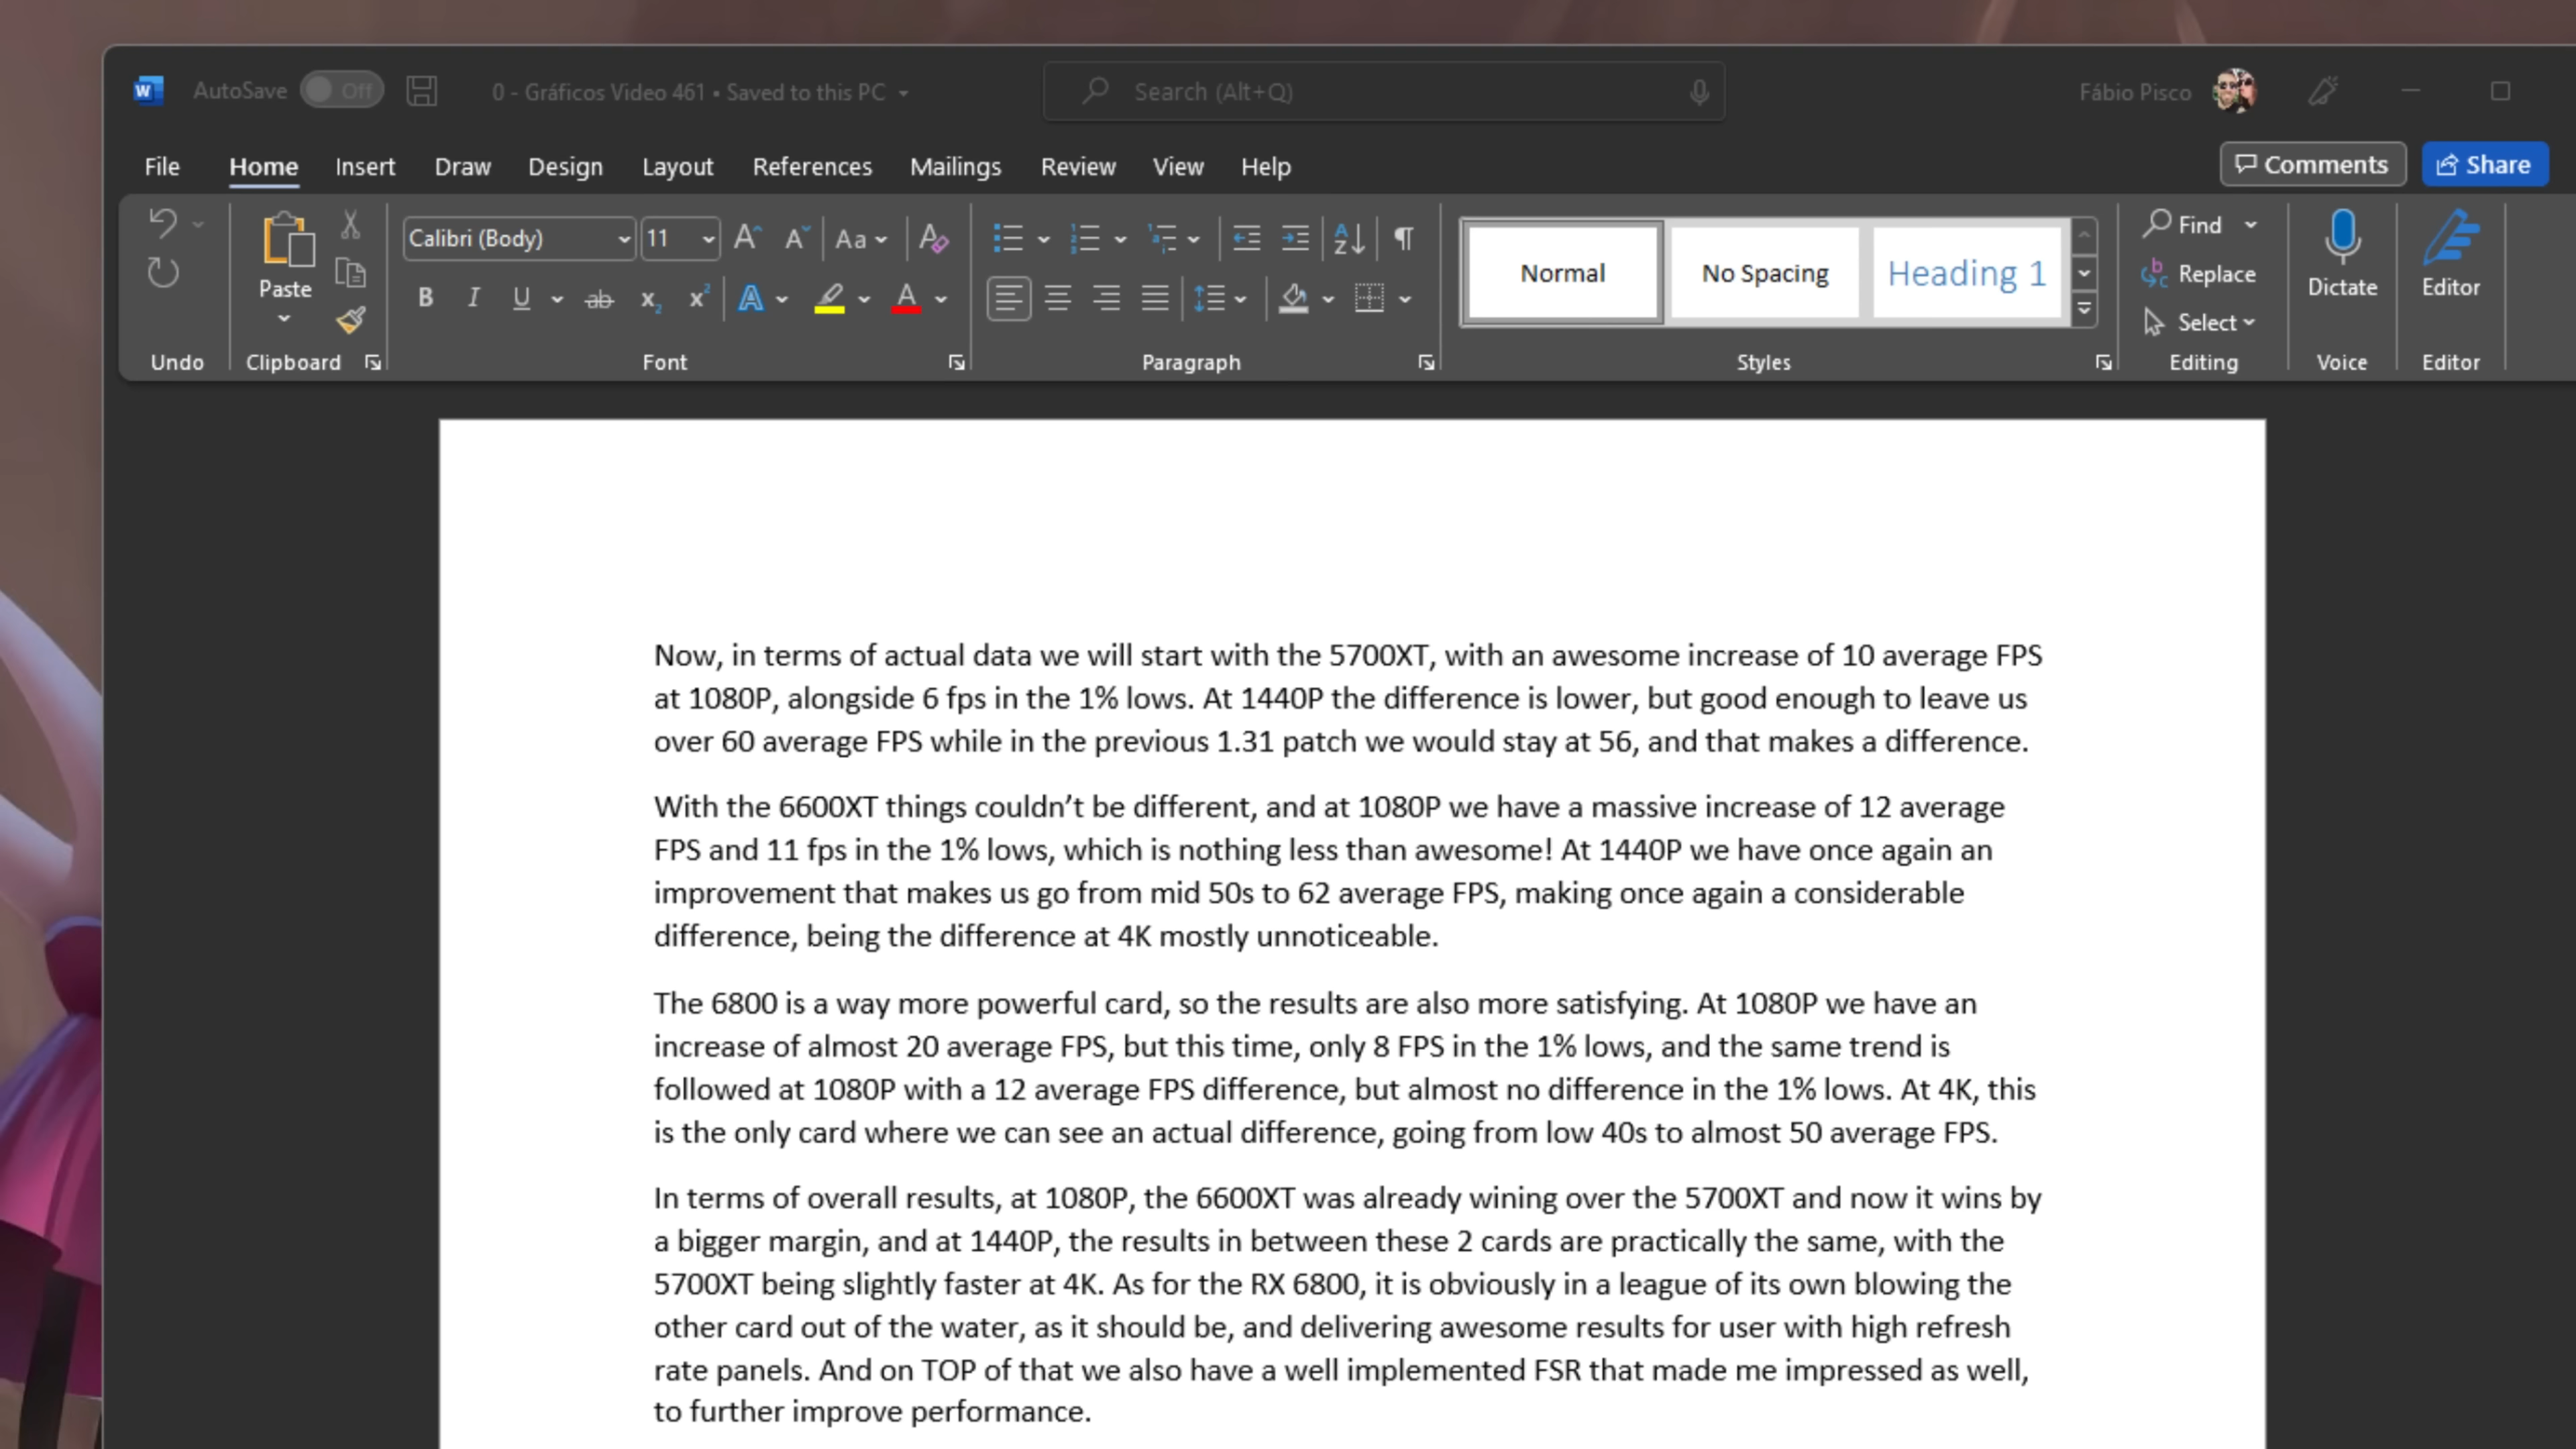 AutoSave Off 0 - Gráficos Video 461 • Saved to this PC Search (Alt+Q) Fábio Pisco
File Home Insert Draw Design Layout References Mailings Review View Help Comments Share
Calibri (Body) 11 Aa Find
Paste Normal No Spacing Heading 1 Replace Dictate Editor
Select
Undo Clipboard Font Paragraph Styles Editing Voice Editor
Now, in terms of actual data we will start with the 5700XT, with an awesome increase of 10 average FPS
at 1080P, alongside 6 fps in the 1% lows. At 1440P the difference is lower, but good enough to leave us
over 60 average FPS while in the previous 1.31 patch we would stay at 56, and that makes a difference.
With the 6600XT things couldn’t be different, and at 1080P we have a massive increase of 12 average
FPS and 11 fps in the 1% lows, which is nothing less than awesome! At 1440P we have once again an
improvement that makes us go from mid 50s to 62 average FPS, making once again a considerable
difference, being the difference at 4K mostly unnoticeable.
The 6800 is a way more powerful card, so the results are also more satisfying. At 1080P we have an
increase of almost 20 average FPS, but this time, only 8 FPS in the 1% lows, and the same trend is
followed at 1080P with a 12 average FPS difference, but almost no difference in the 1% lows. At 4K, this
is the only card where we can see an actual difference, going from low 40s to almost 50 average FPS.
In terms of overall results, at 1080P, the 6600XT was already wining over the 5700XT and now it wins by
a bigger margin, and at 1440P, the results in between these 2 cards are practically the same, with the
5700XT being slightly faster at 4K. As for the RX 6800, it is obviously in a league of its own blowing the
other card out of the water, as it should be, and delivering awesome results for user with high refresh
rate panels. And on TOP of that we also have a well implemented FSR that made me impressed as well,
to further improve performance.